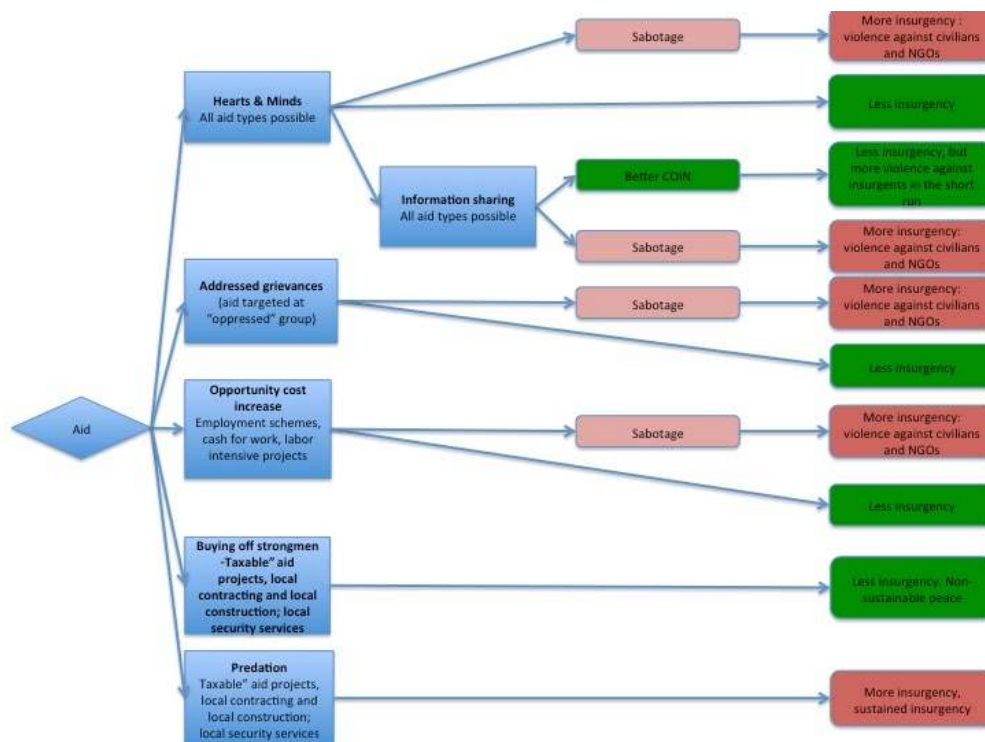 More insurgency :
violence against civilians
and NGOs
Sabotage
Hearts & Minds
All aid types possible
Less insurgency
Less insurgency, but
more violence against
insurgents in the short
run
Better COIN
Information sharing
All aid types possible
Sabotage
More insurgency:
violence against civilians
and NGOs
Addressed grievances
(aid targeted at
"oppressed" group)
Sabotage
More insurgency:
violence against civilians
and NGOs
Less insurgency
Opportunity cost
increase
Employment schemes,
cash for work, labor
intensive projects
Aid
Sabotage
More insurgency:
violence against civilians
and NGOs
Less insurgency
Buying off strongmen
-Taxable" aid
projects, local
contracting and local
construction; local
security services
Less insurgency. Non-
sustainable peace
Predation
Taxable" aid projects,
local contracting and
local construction;
local security services
More insurgency,
sustained insurgency